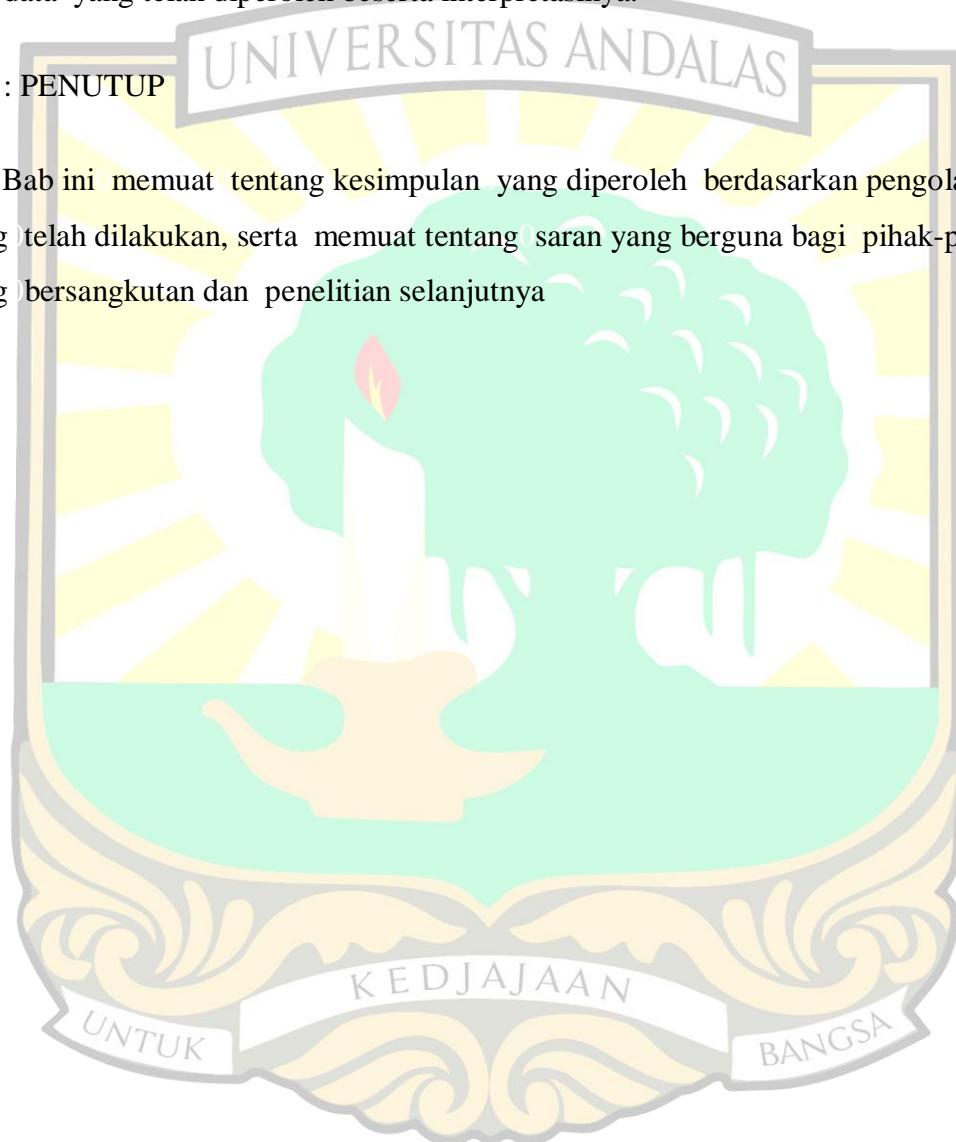 data yang telah diperoleh beserta interpretasinya.
UNIVERSITAS ANDALAS
: PENUTUP
Bab ini memuat tentang kesimpulan yang diperoleh berdasarkan pengola
g telah dilakukan, serta memuat tentang saran yang berguna bagi pihak-p
g bersangkutan dan penelitian selanjutnya
KEDJAJAAN
UNTUK
BANGSA